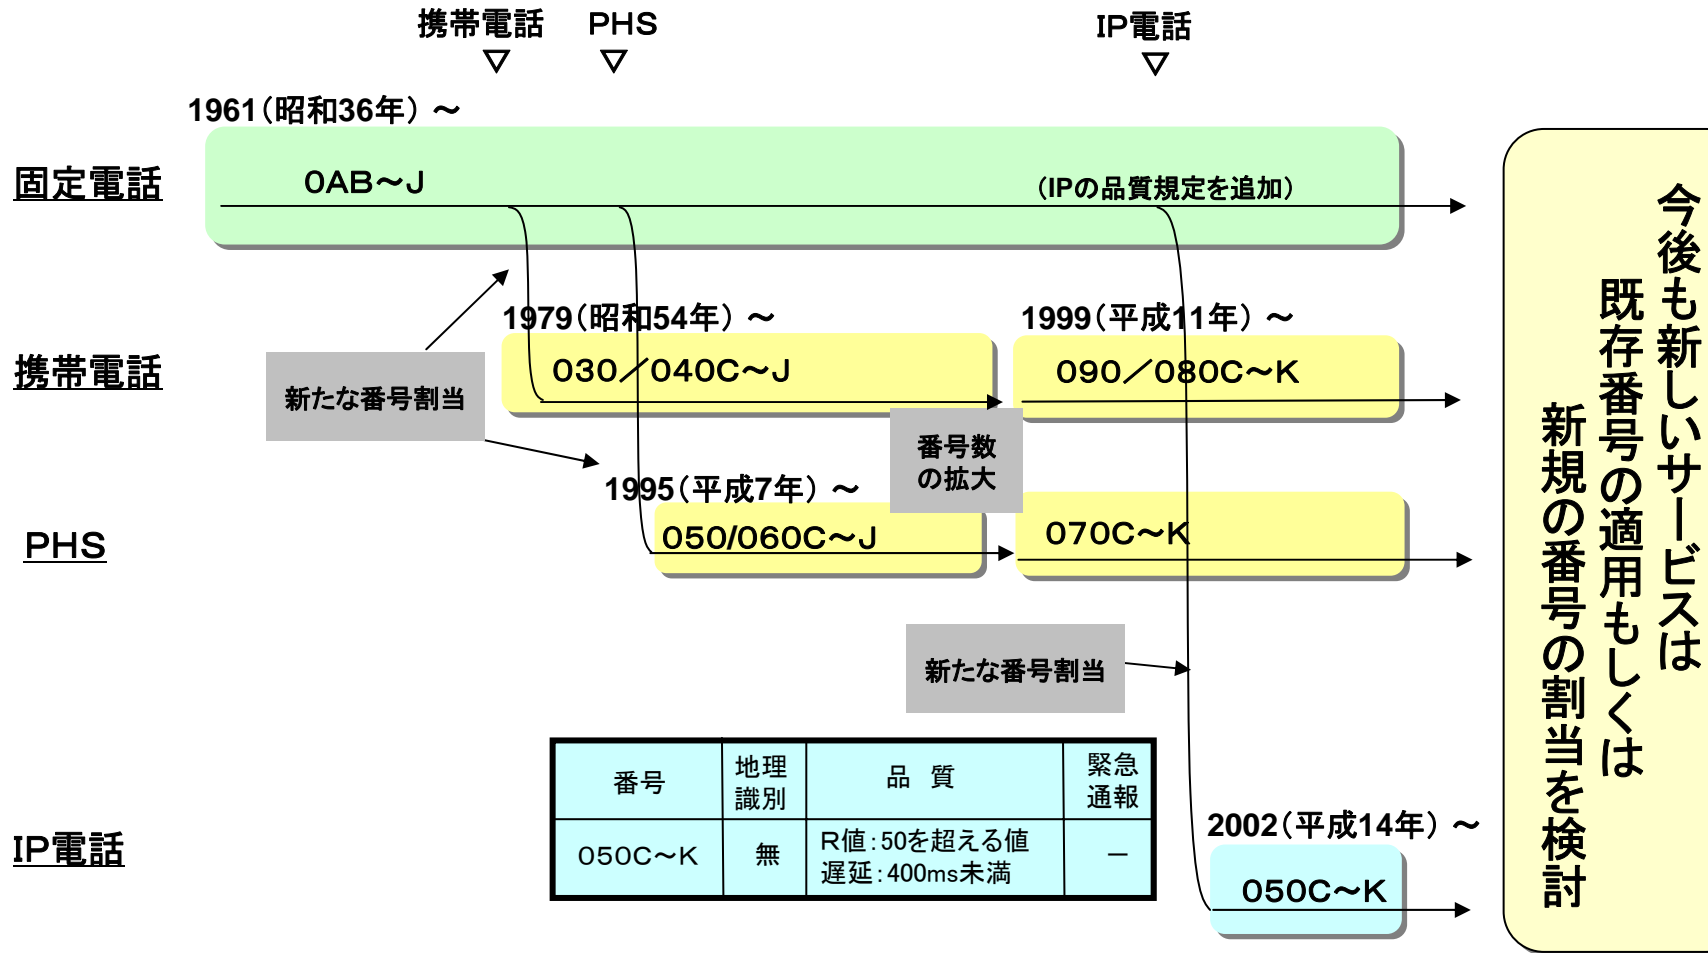 携帯電話
PHS
IP電話
▽
▽
▽
1961(昭和36年)～
固定電話
0AB～J
(IPの品質規定を追加)
1979(昭和54年)～
1999(平成11年)～
携帯電話
新たな番号割当
030／040C～J
090／080C～K
番号数
の拡大
1995(平成7年)～
PHS
050/060C～J
070C～K
新たな番号割当
番号
地理
識別
品 質
緊急
通報
050C～K
無
R値：50を超える値
遅延：400ms未満
－
IP電話
2002(平成14年)～
050C～K
今後も新しいサービスは
既存番号の適用もしくは
新規の番号の割当を検討